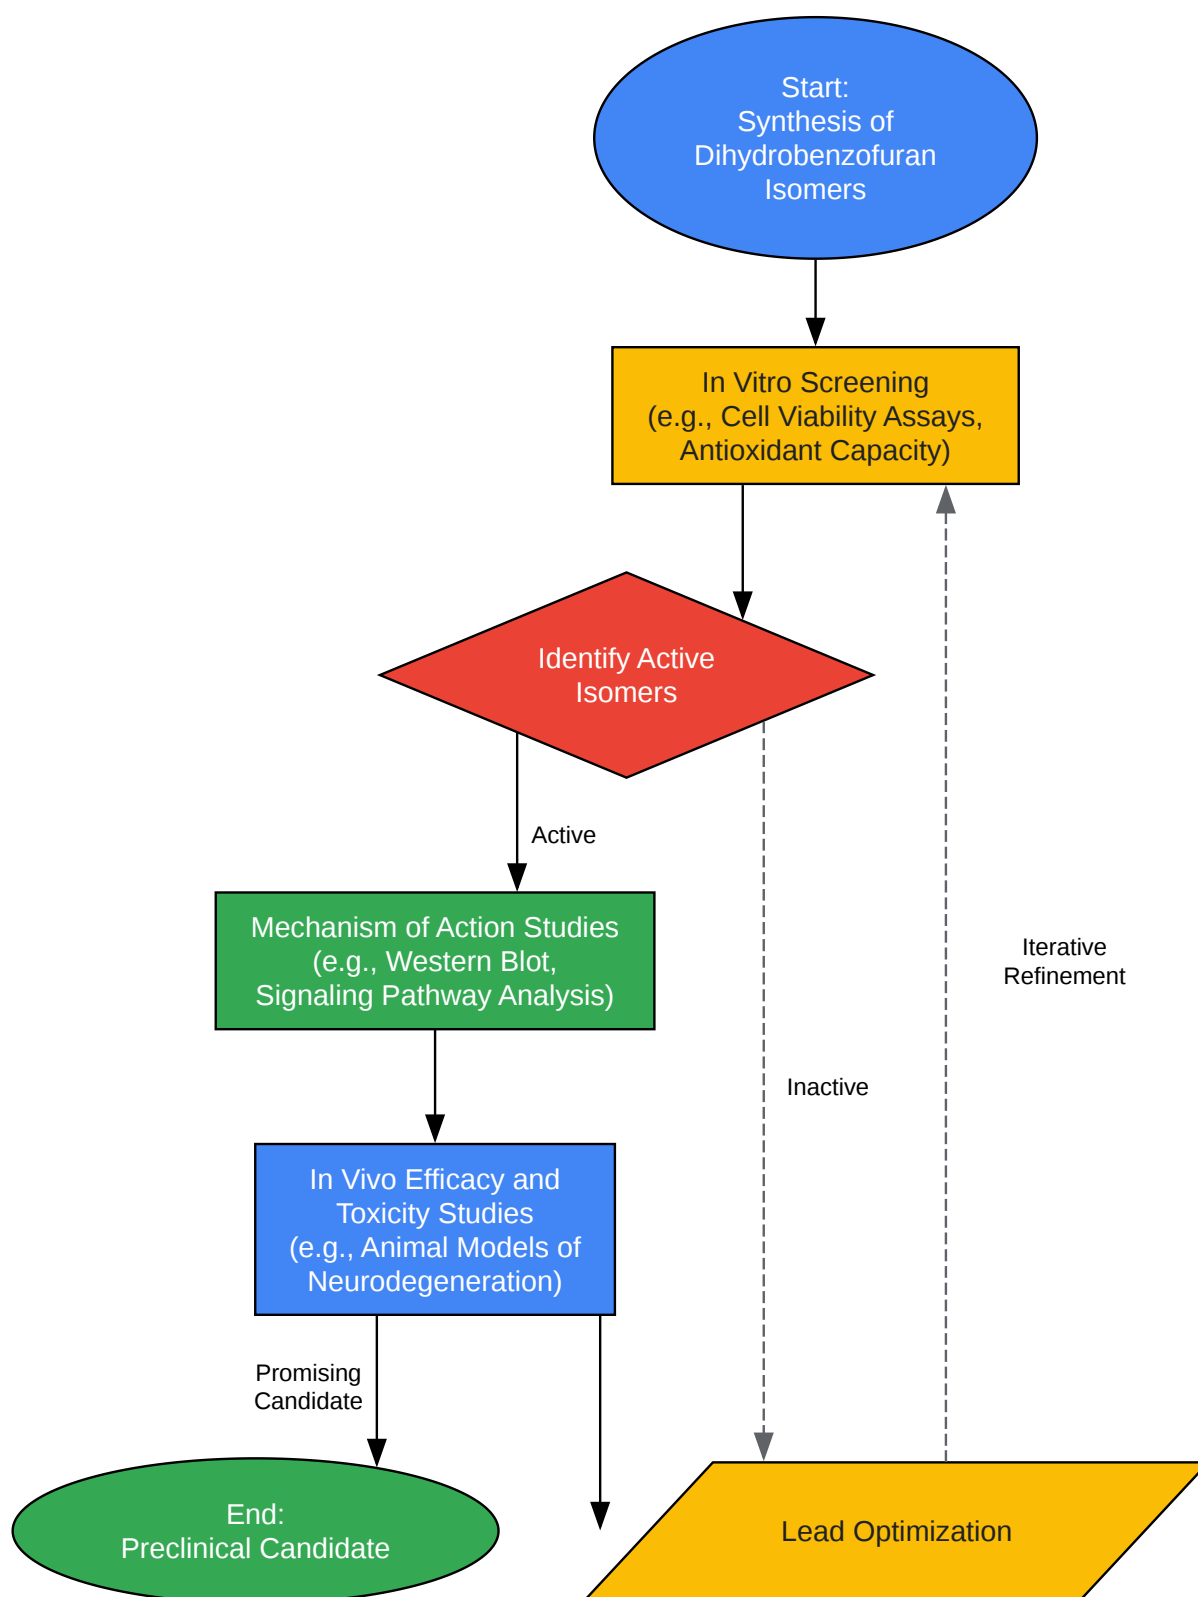 Start:
Synthesis of
Dihydrobenzofuran
Isomers
In Vitro Screening
(e.g., Cell Viability Assays,
Antioxidant Capacity)
Identify Active
Isomers
Active
Mechanism of Action Studies
(e.g., Western Blot,
Signaling Pathway Analysis)
Iterative
Refinement
Inactive
In Vivo Efficacy and
Toxicity Studies
(e.g., Animal Models of
Neurodegeneration)
Promising
Candidate
End:
Preclinical Candidate
Lead Optimization